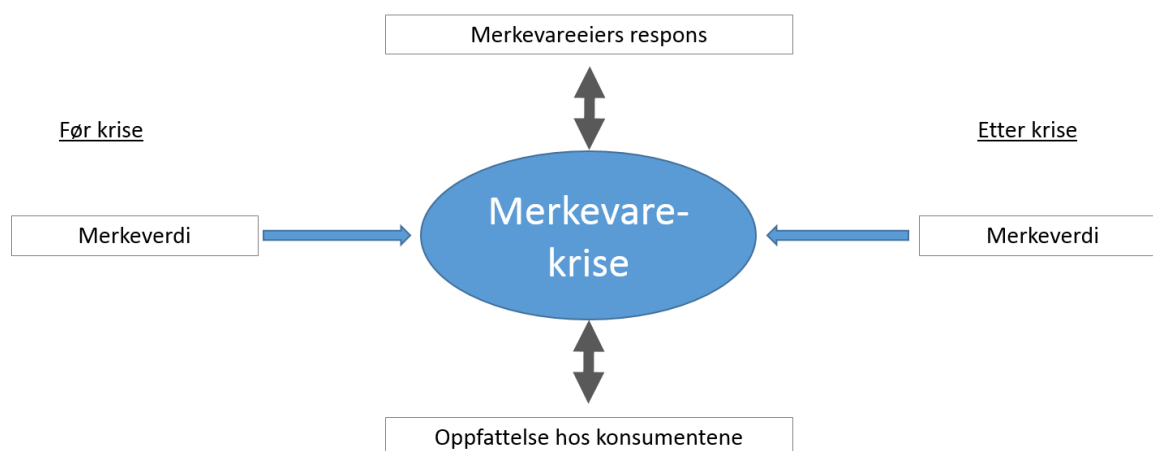 Merkevareeiers respons
Før krise
Etter krise
Merkevare-
krise
Merkeverdi
Merkeverdi
Oppfattelse hos konsumentene